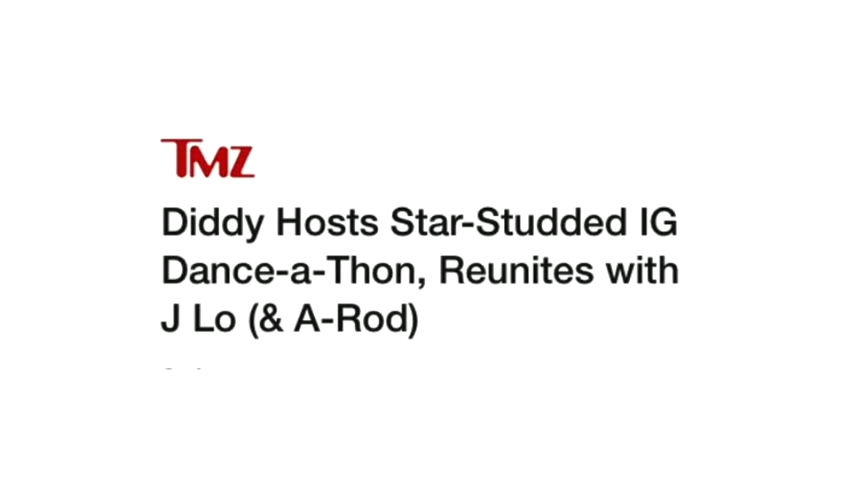 TMZ
Diddy Hosts Star-Studded IG
Dance-a-Thon, Reunites with
J Lo (& A-Rod)